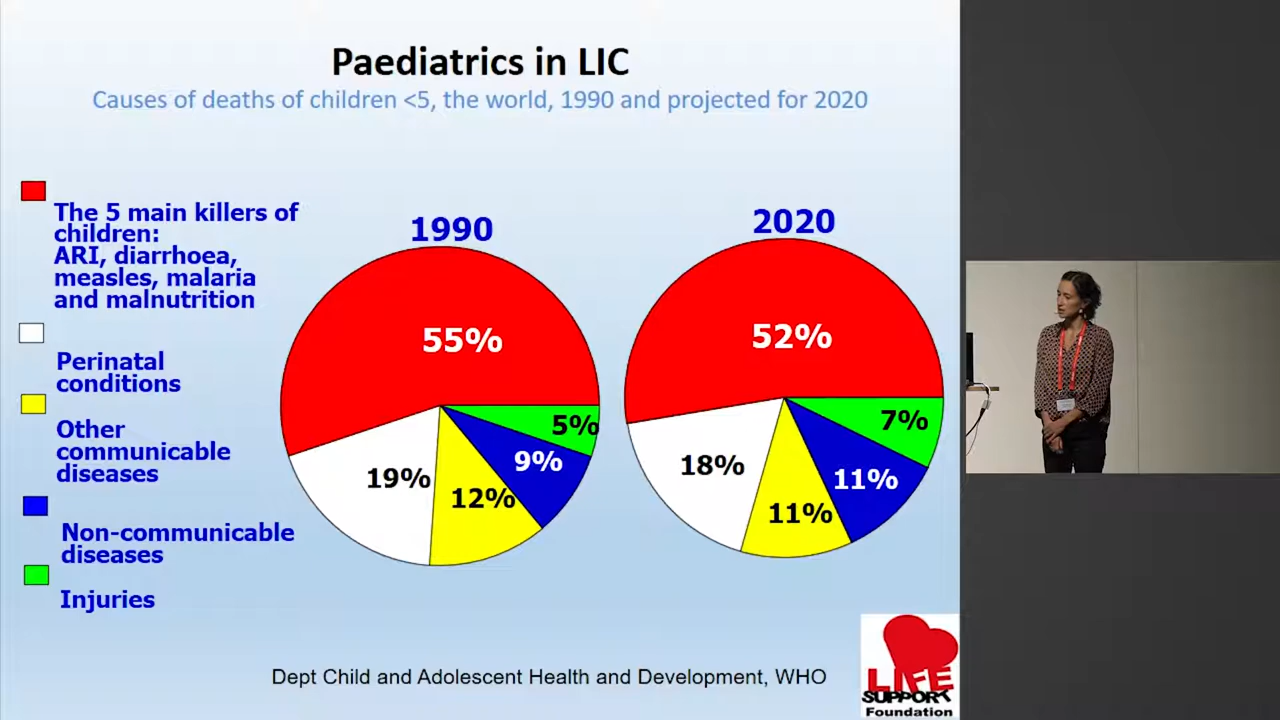 Paediatrics in LIC
Causes of deaths of children <5, the world, 1990 and projected for 2020
The 5 main killers of
children:
ARI, diarrhoea,
measles, malaria
and malnutrition
Perinatal
conditions
Other
communicable
diseases
Non-communicable
diseases
Injuries
1990
55%
19%
12%
9%
5%
2020
52%
18%
11%
11%
7%
Dept Child and Adolescent Health and Development, WHO
LIFE
SUPPORT
Foundation